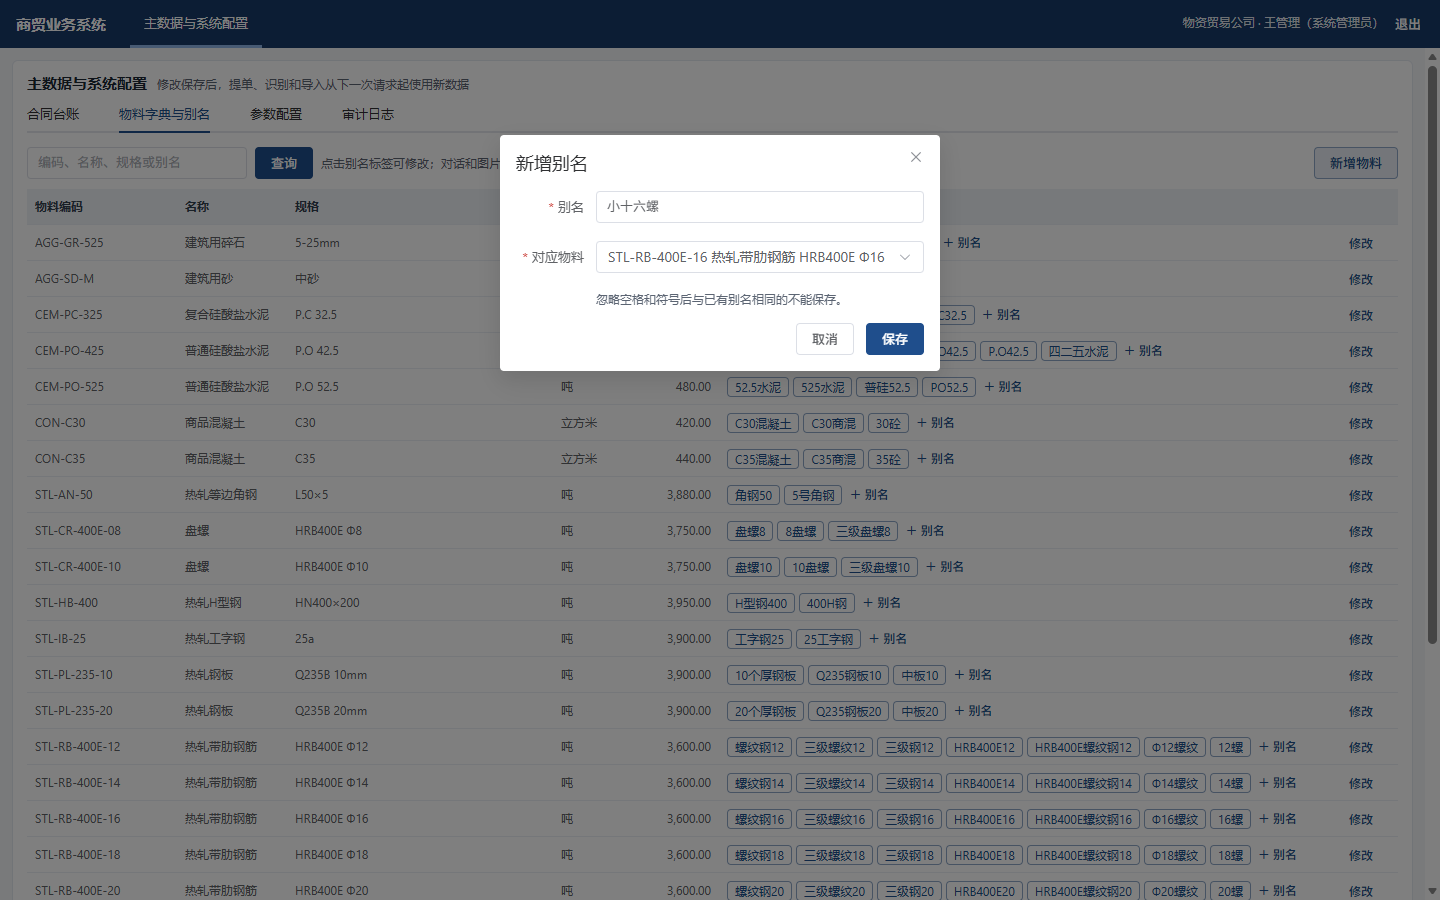 商贸业务系统 主数据与系统配置 物资贸易公司 · 王管理（系统管理员） 退出
主数据与系统配置 修改保存后，提单、识别和导入从下一次请求起使用新数据
合同台账 物料字典与别名 参数配置 审计日志
编码、名称、规格或别名 查询 点击别名标签可修改；对话和图片 新增物料
物料编码 名称 规格
AGG-GR-525 建筑用碎石 5-25mm + 别名 修改
AGG-SD-M 建筑用砂 中砂 修改
CEM-PC-325 复合硅酸盐水泥 P.C 32.5 C32.5 + 别名 修改
CEM-PO-425 普通硅酸盐水泥 P.O 42.5 O42.5 P.O42.5 四二五水泥 + 别名 修改
CEM-PO-525 普通硅酸盐水泥 P.O 52.5 吨 480.00 52.5水泥 525水泥 普硅52.5 PO52.5 + 别名 修改
CON-C30 商品混凝土 C30 立方米 420.00 C30混凝土 C30商混 30砼 + 别名 修改
CON-C35 商品混凝土 C35 立方米 440.00 C35混凝土 C35商混 35砼 + 别名 修改
STL-AN-50 热轧等边角钢 L50×5 吨 3,880.00 角钢50 5号角钢 + 别名 修改
STL-CR-400E-08 盘螺 HRB400E Φ8 吨 3,750.00 盘螺8 8盘螺 三级盘螺8 + 别名 修改
STL-CR-400E-10 盘螺 HRB400E Φ10 吨 3,750.00 盘螺10 10盘螺 三级盘螺10 + 别名 修改
STL-HB-400 热轧H型钢 HN400×200 吨 3,950.00 H型钢400 400H钢 + 别名 修改
STL-IB-25 热轧工字钢 25a 吨 3,900.00 工字钢25 25工字钢 + 别名 修改
STL-PL-235-10 热轧钢板 Q235B 10mm 吨 3,900.00 10个厚钢板 Q235钢板10 中板10 + 别名 修改
STL-PL-235-20 热轧钢板 Q235B 20mm 吨 3,900.00 20个厚钢板 Q235钢板20 中板20 + 别名 修改
STL-RB-400E-12 热轧带肋钢筋 HRB400E Φ12 吨 3,600.00 螺纹钢12 三级螺纹12 三级钢12 HRB400E12 HRB400E螺纹钢12 Φ12螺纹 12螺 + 别名 修改
STL-RB-400E-14 热轧带肋钢筋 HRB400E Φ14 吨 3,600.00 螺纹钢14 三级螺纹14 三级钢14 HRB400E14 HRB400E螺纹钢14 Φ14螺纹 14螺 + 别名 修改
STL-RB-400E-16 热轧带肋钢筋 HRB400E Φ16 吨 3,600.00 螺纹钢16 三级螺纹16 三级钢16 HRB400E16 HRB400E螺纹钢16 Φ16螺纹 16螺 + 别名 修改
STL-RB-400E-18 热轧带肋钢筋 HRB400E Φ18 吨 3,600.00 螺纹钢18 三级螺纹18 三级钢18 HRB400E18 HRB400E螺纹钢18 Φ18螺纹 18螺 + 别名 修改
STL-RB-400E-20 热轧带肋钢筋 HRB400E Φ20 吨 3,600.00 螺纹钢20 三级螺纹20 三级钢20 HRB400E20 HRB400E螺纹钢20 Φ20螺纹 20螺 + 别名 修改
新增别名
* 别名 小十六螺
* 对应物料 STL-RB-400E-16 热轧带肋钢筋 HRB400E Φ16
忽略空格和符号后与已有别名相同的不能保存。
取消 保存